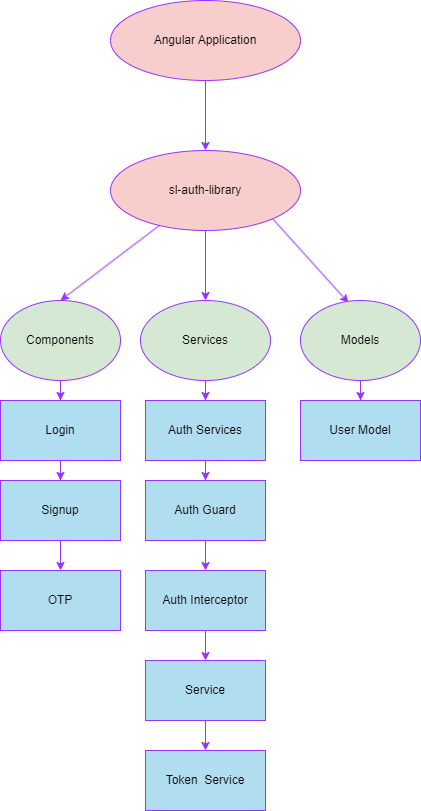 Angular Application
sl-auth-library
Components
Services
Models
Login
Auth Services
User Model
Signup
Auth Guard
OTP
Auth Interceptor
Service
Token Service